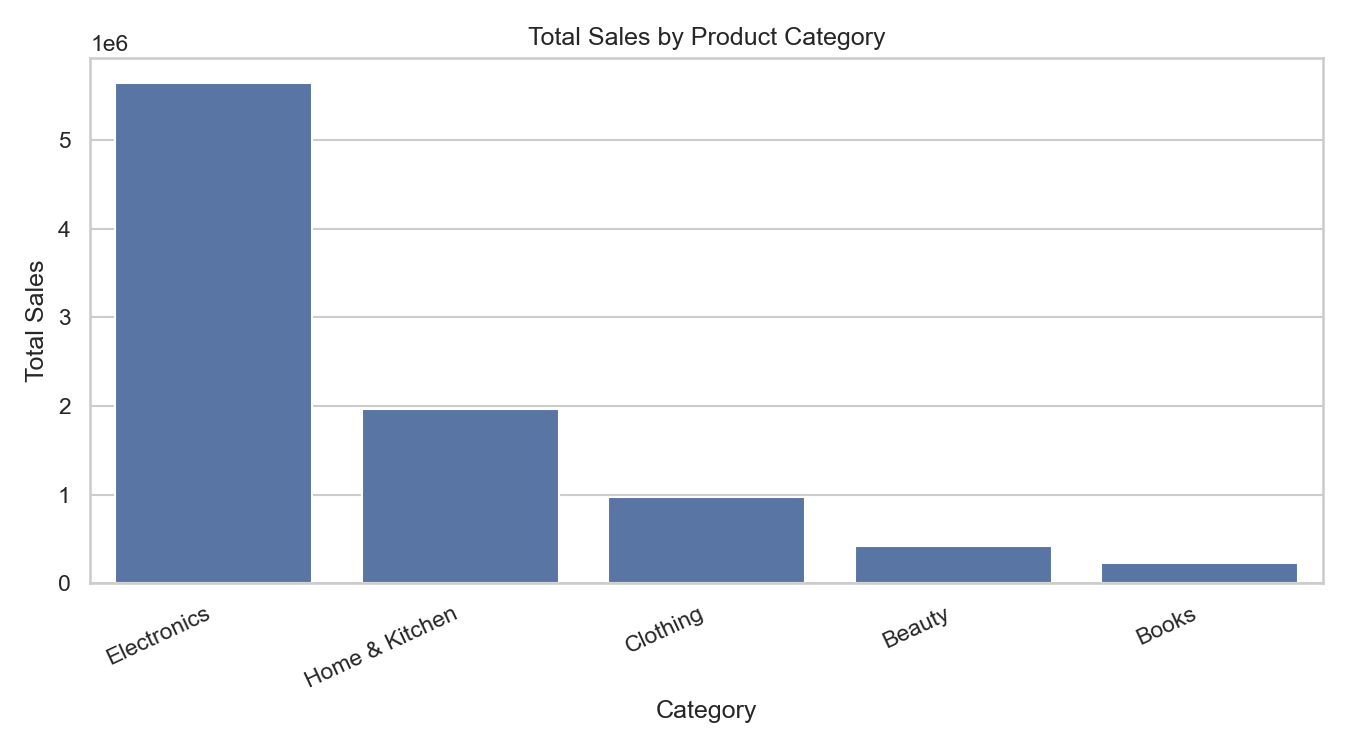 Total Sales by Product Category
1e6
5
4
3
2
1
0
Total Sales
Electronics
Home & Kitchen
Clothing
Beauty
Books
Category